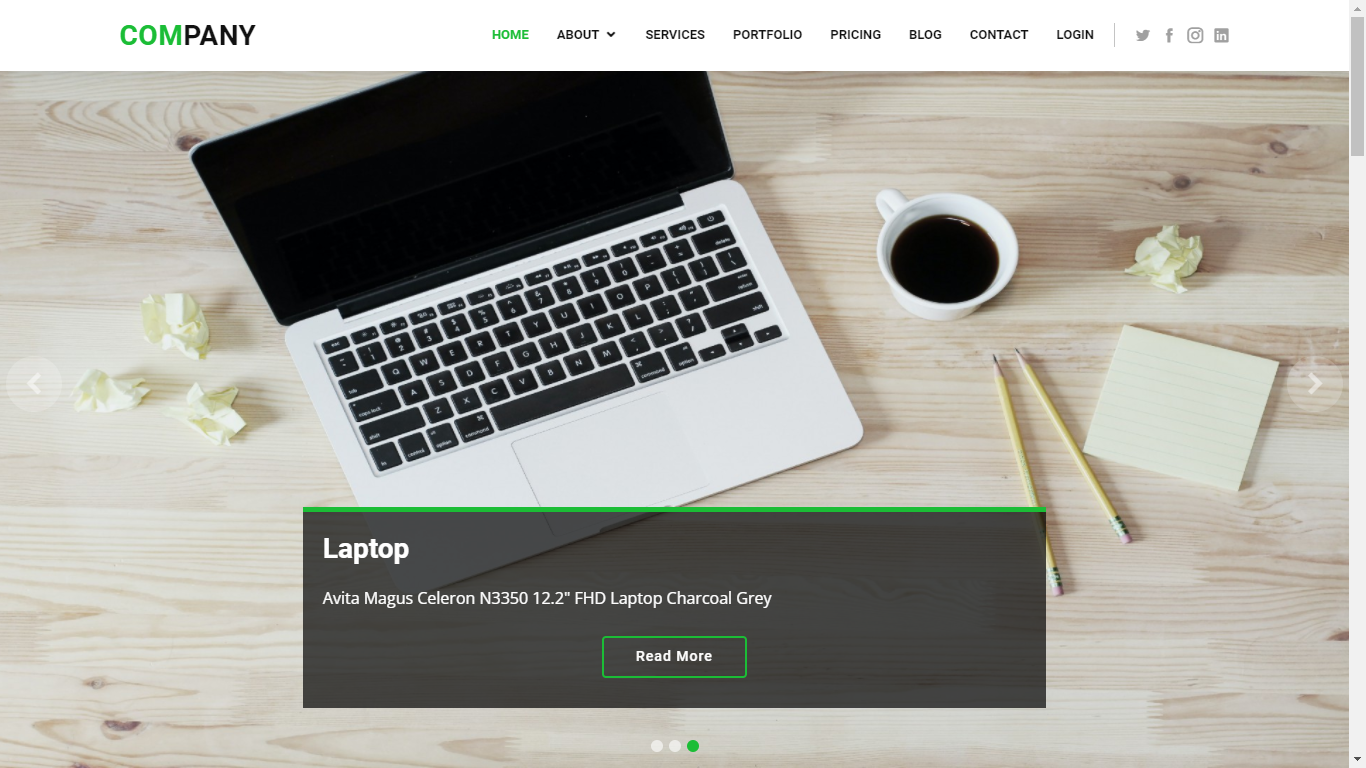 COMPANY
HOME ABOUT SERVICES PORTFOLIO PRICING BLOG CONTACT LOGIN
Laptop
Avita Magus Celeron N3350 12.2" FHD Laptop Charcoal Grey
Read More